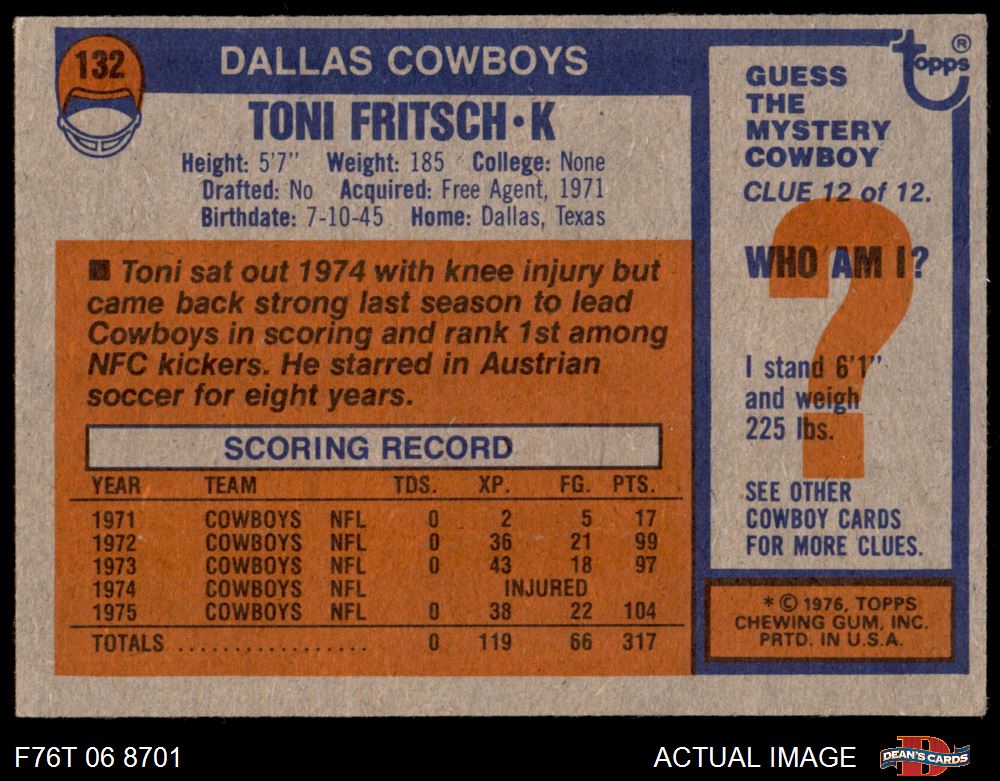 132
DALLAS COWBOYS
TONI FRITSCH·K
Height: 5'7" Weight: 185 College: None
Drafted: No Acquired: Free Agent, 1971
Birthdate: 7-10-45 Home: Dallas, Texas
■ Toni sat out 1974 with knee injury but
came back strong last season to lead
Cowboys in scoring and rank 1st among
NFC kickers. He starred in Austrian
soccer for eight years.
SCORING RECORD
YEAR TEAM TDS. XP. FG. PTS.
1971 COWBOYS NFL 0 2 5 17
1972 COWBOYS NFL 0 36 21 99
1973 COWBOYS NFL 0 43 18 97
1974 COWBOYS NFL INJURED
1975 COWBOYS NFL 0 38 22 104
TOTALS ................. 0 119 66 317
topps ®
GUESS
THE
MYSTERY
COWBOY
CLUE 12 of 12.
?
WHO AM I?
I stand 6'1"
and weigh
225 lbs.
SEE OTHER
COWBOY CARDS
FOR MORE CLUES.
* © 1976, TOPPS
CHEWING GUM, INC.
PRTD. IN U.S.A.
F76T 06 8701
ACTUAL IMAGE
D
DEAN'S CARDS